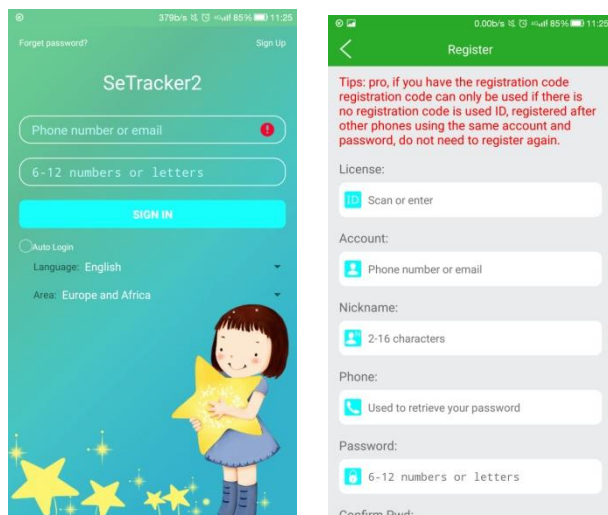 379b/s 85% 11:25
Forget password? Sign Up
SeTracker2
Phone number or email
6-12 numbers or letters
SIGN IN
Auto Login
Language: English
Area: Europe and Africa
0.00b/s 85% 11:25
Register
Tips: pro, if you have the registration code
registration code can only be used if there is
no registration code is used ID, registered after
other phones using the same account and
password, do not need to register again.
License:
ID Scan or enter
Account:
Phone number or email
Nickname:
2-16 characters
Phone:
Used to retrieve your password
Password:
6-12 numbers or letters
Confirm Pwd: